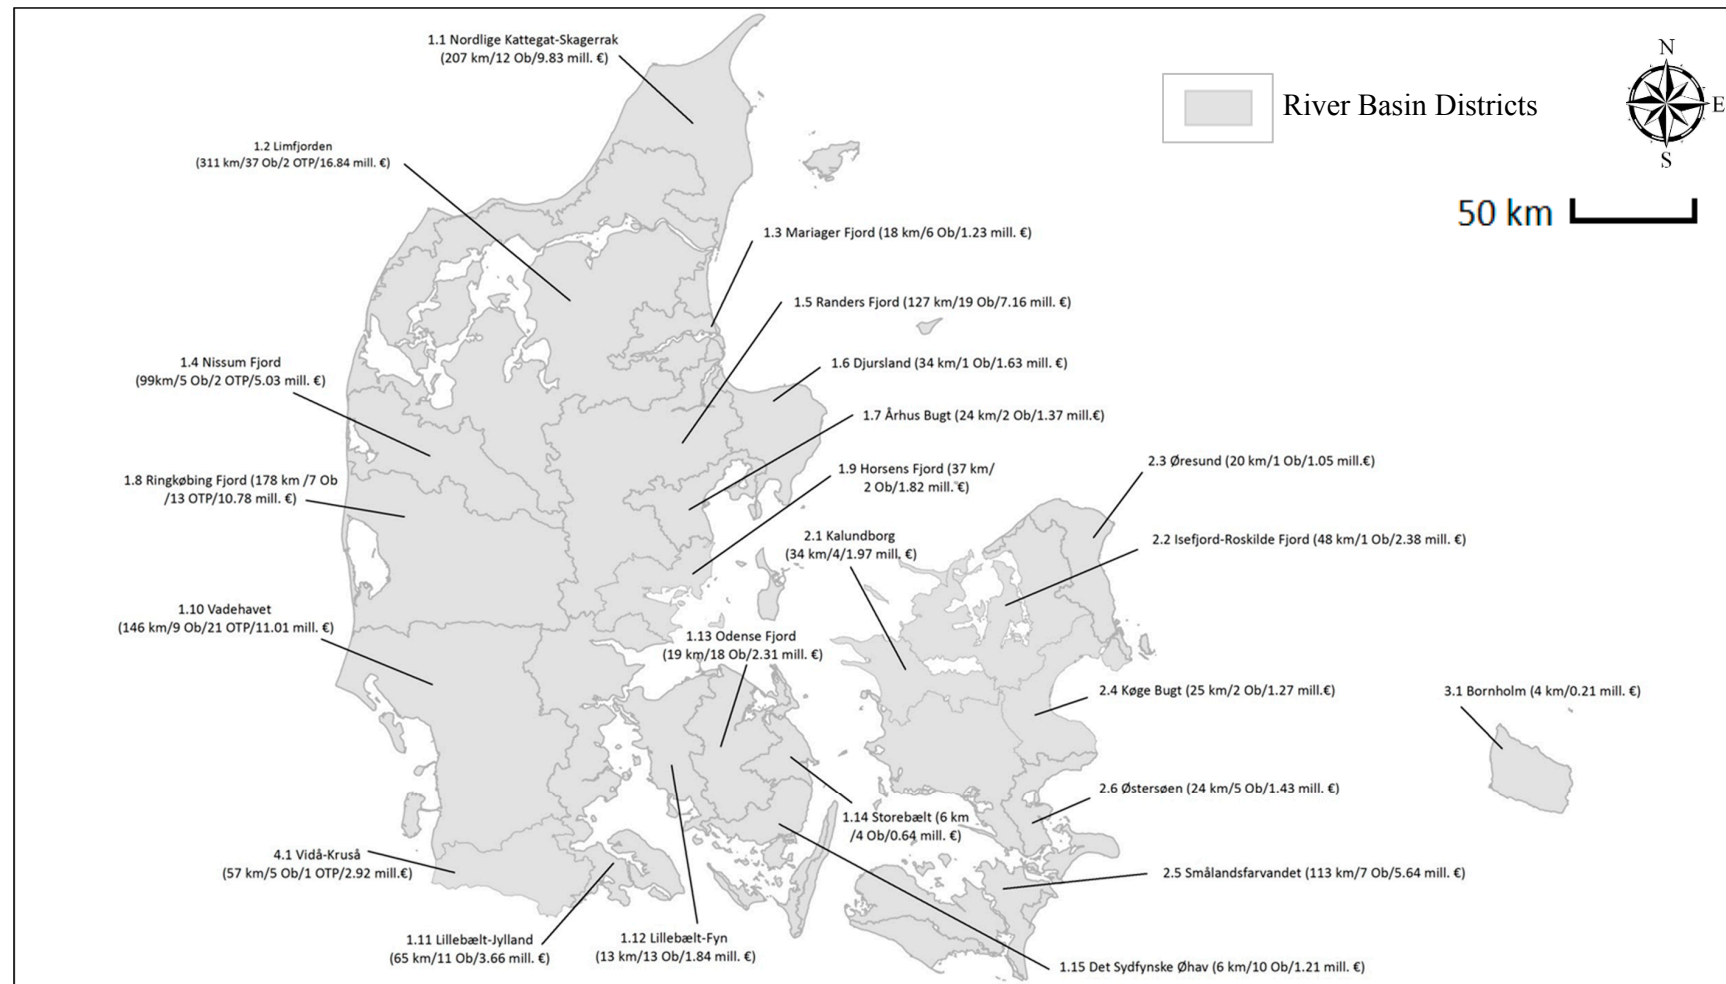 1.1 Nordlige Kattegat-Skagerrak
(207 km/12 Ob/9.83 mill. €)
N
E
S
River Basin Districts
50 km
1.2 Limfjorden
(311 km/37 Ob/2 OTP/16.84 mill. €)
1.3 Mariager Fjord (18 km/6 Ob/1.23 mill. €)
1.5 Randers Fjord (127 km/19 Ob/7.16 mill. €)
1.4 Nissum Fjord
(99km/5 Ob/2 OTP/5.03 mill. €)
1.6 Djursland (34 km/1 Ob/1.63 mill. €)
1.7 Århus Bugt (24 km/2 Ob/1.37 mill.€)
1.8 Ringkøbing Fjord (178 km /7 Ob
/13 OTP/10.78 mill. €)
1.9 Horsens Fjord (37 km/
2 Ob/1.82 mill. €)
2.3 Øresund (20 km/1 Ob/1.05 mill.€)
2.1 Kalundborg
(34 km/4/1.97 mill. €)
2.2 Isefjord-Roskilde Fjord (48 km/1 Ob/2.38 mill. €)
1.10 Vadehavet
(146 km/9 Ob/21 OTP/11.01 mill. €)
1.13 Odense Fjord
(19 km/18 Ob/2.31 mill. €)
2.4 Køge Bugt (25 km/2 Ob/1.27 mill.€)
3.1 Bornholm (4 km/0.21 mill. €)
2.6 Østersøen (24 km/5 Ob/1.43 mill. €)
1.14 Storebælt (6 km
/4 Ob/0.64 mill. €)
4.1 Vidå-Kruså
(57 km/5 Ob/1 OTP/2.92 mill.€)
2.5 Smålandsfarvandet (113 km/7 Ob/5.64 mill. €)
1.11 Lillebælt-Jylland
(65 km/11 Ob/3.66 mill. €)
1.12 Lillebælt-Fyn
(13 km/13 Ob/1.84 mill. €)
1.15 Det Sydfynske Øhav (6 km/10 Ob/1.21 mill. €)